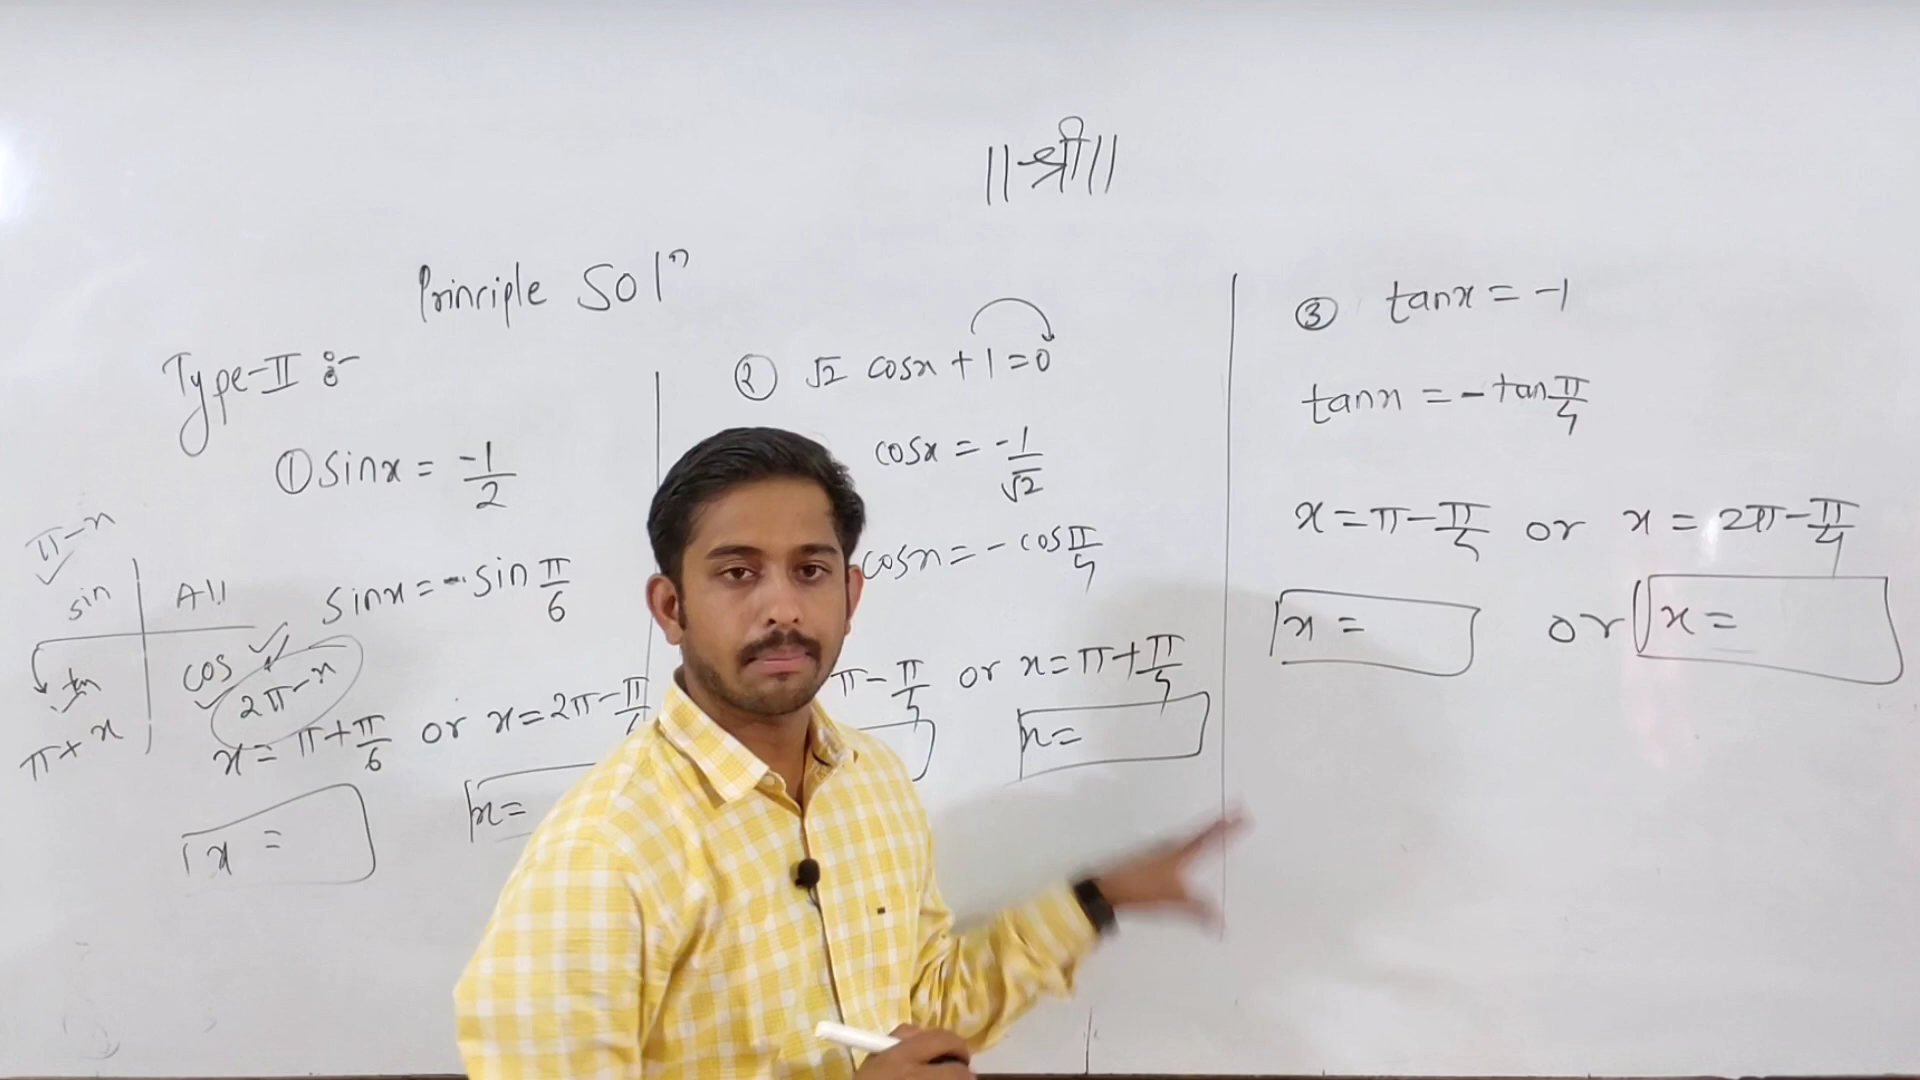 ||श्री||
Principle Solⁿ
Type-II :-
① sinx = -1/2
sinx = - sin π/6
x = π+π/6 or x = 2π-π/6
x =
x =
π-x
sin
All
tan
cos
π+x
2π-x
② √2 cosx + 1 = 0
cosx = -1/√2
cosx = - cos π/4
π-π/4 or x = π+π/4
x =
③ tanx = -1
tanx = - tan π/4
x = π-π/4 or x = 2π-π/4
x = or x =